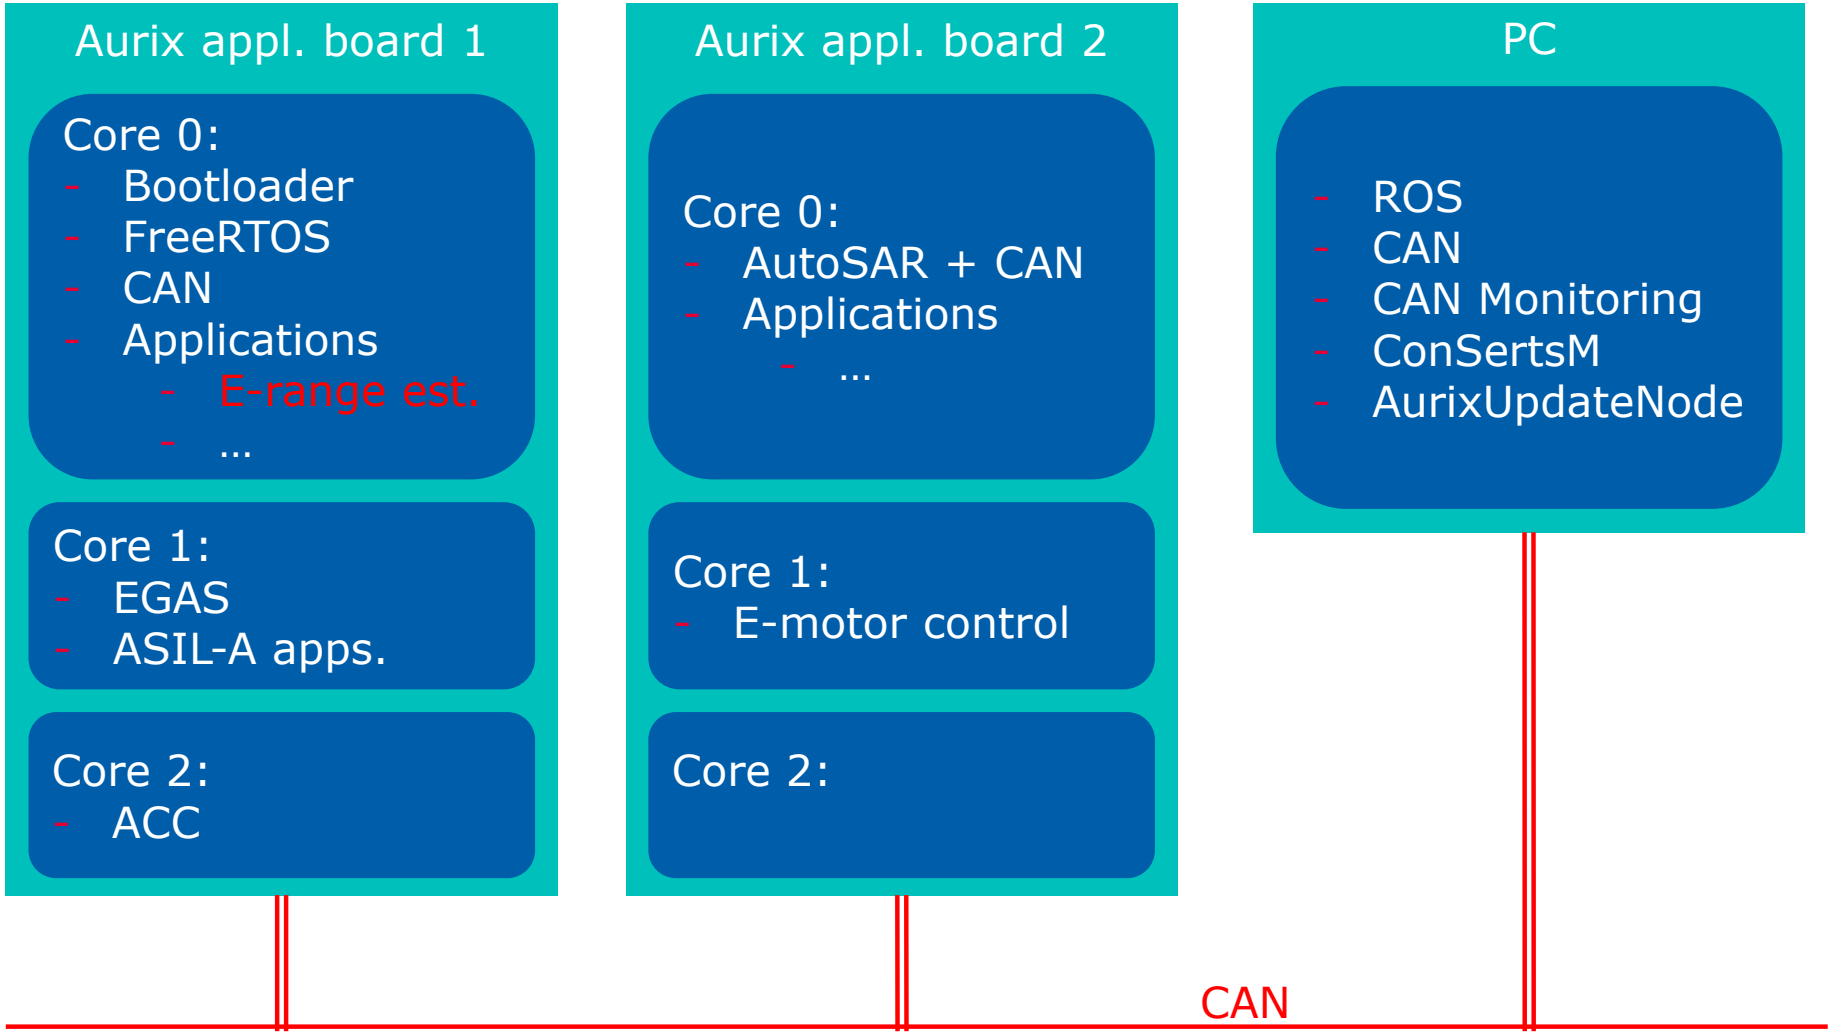 Aurix appl. board 1
Core 0:
- Bootloader
- FreeRTOS
- CAN
- Applications
- E-range est.
- ...
Core 1:
- EGAS
- ASIL-A apps.
Core 2:
- ACC
Aurix appl. board 2
Core 0:
- AutoSAR + CAN
- Applications
- ...
Core 1:
- E-motor control
Core 2:
PC
- ROS
- CAN
- CAN Monitoring
- ConSertsM
- AurixUpdateNode
CAN